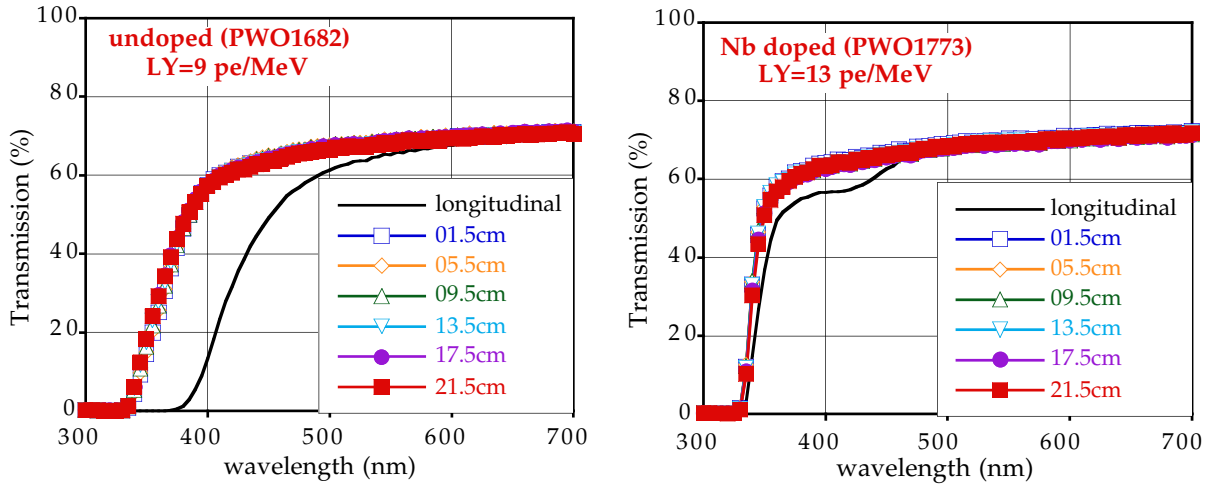 100
80
60
40
20
0
Transmission (%)
undoped (PWO1682)
LY=9 pe/MeV
longitudinal
01.5cm
05.5cm
09.5cm
13.5cm
17.5cm
21.5cm
300
400
500
600
700
wavelength (nm)
100
80
60
40
20
0
Transmission (%)
Nb doped (PWO1773)
LY=13 pe/MeV
longitudinal
01.5cm
05.5cm
09.5cm
13.5cm
17.5cm
21.5cm
300
400
500
600
700
wavelength (nm)